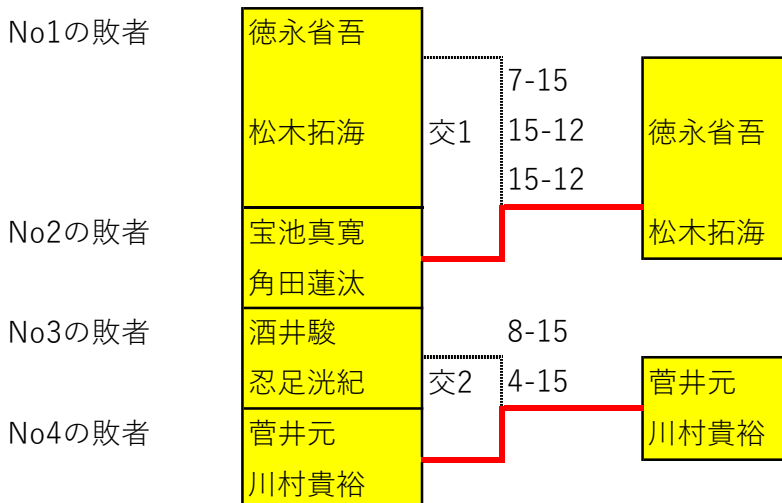 No1の敗者 徳永省吾
7-15
松木拓海 交1 15-12 徳永省吾
15-12
No2の敗者 宝池真寛 松木拓海
角田蓮汰
No3の敗者 酒井駿 8-15
忍足洸紀 交2 4-15 菅井元
No4の敗者 菅井元 川村貴裕
川村貴裕